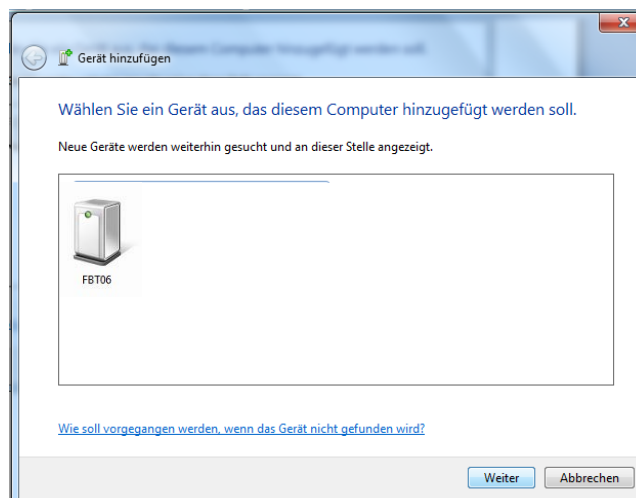 Gerät hinzufügen
Wählen Sie ein Gerät aus, das diesem Computer hinzugefügt werden soll.
Neue Geräte werden weiterhin gesucht und an dieser Stelle angezeigt.
FBT06
Wie soll vorgegangen werden, wenn das Gerät nicht gefunden wird?
Weiter
Abbrechen